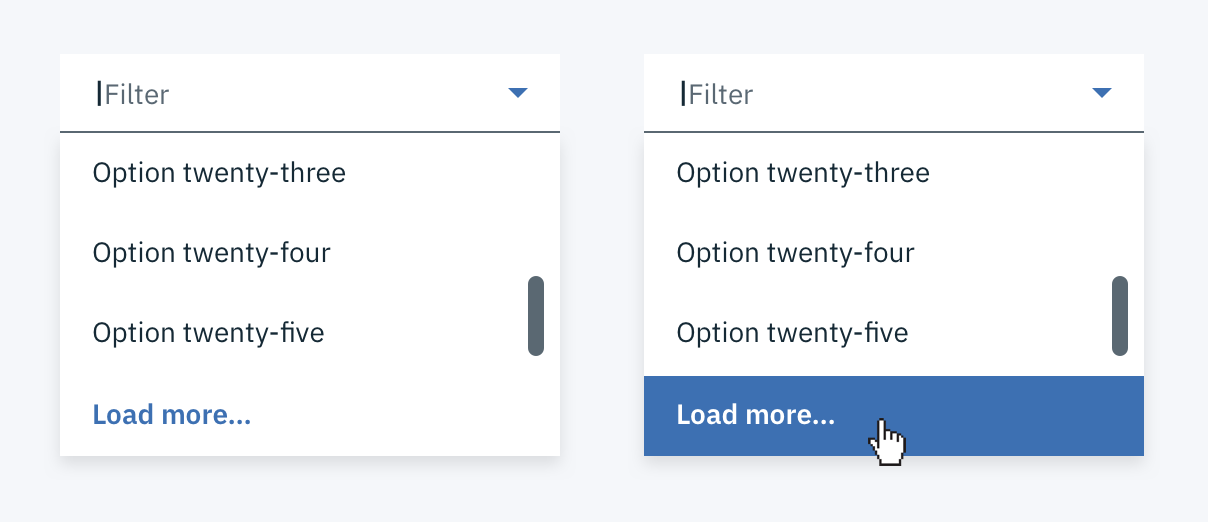 Filter
Option twenty-three
Option twenty-four
Option twenty-five
Load more...
Filter
Option twenty-three
Option twenty-four
Option twenty-five
Load more...